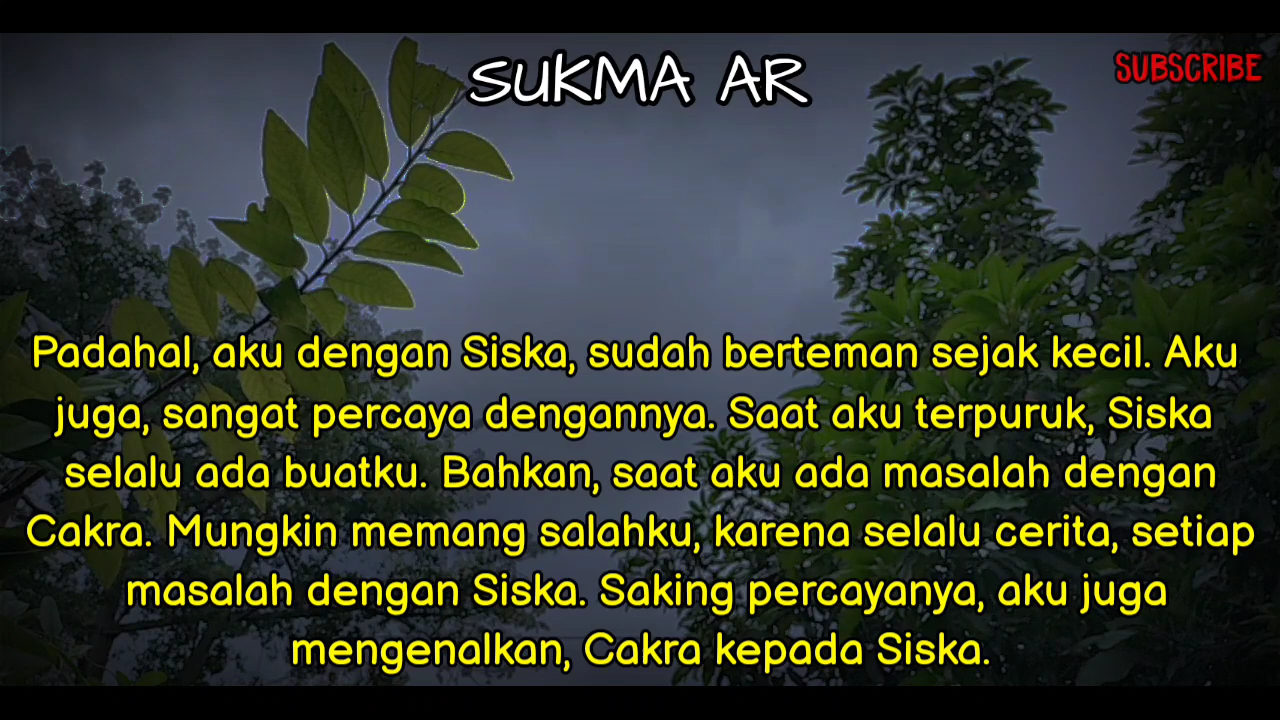 SUKMA AR
SUBSCRIBE
Padahal, aku dengan Siska, sudah berteman sejak kecil. Aku
juga, sangat percaya dengannya. Saat aku terpuruk, Siska
selalu ada buatku. Bahkan, saat aku ada masalah dengan
Cakra. Mungkin memang salahku, karena selalu cerita, setiap
masalah dengan Siska. Saking percayanya, aku juga
mengenalkan, Cakra kepada Siska.